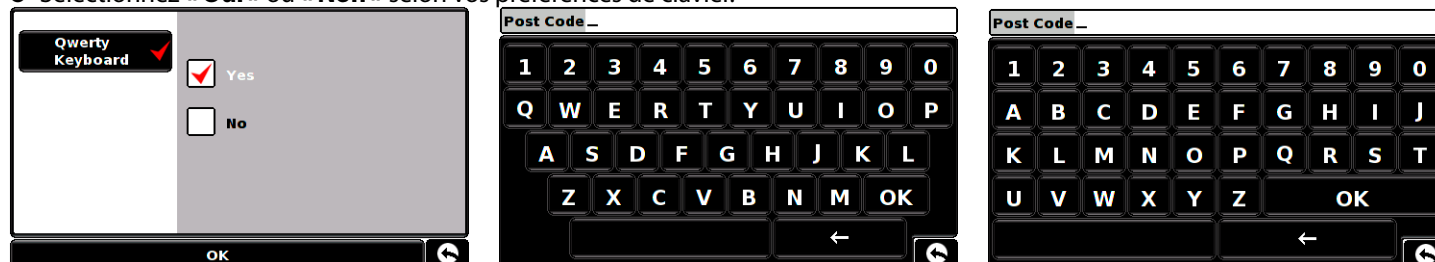 Sélectionnez « Oui » ou « Non » selon vos préférences de clavier.
Qwerty
Keyboard
Yes
No
OK
Post Code_
1 2 3 4 5 6 7 8 9 0
Q W E R T Y U I O P
A S D F G H J K L
Z X C V B N M OK
←
Post Code_
1 2 3 4 5 6 7 8 9 0
A B C D E F G H I J
K L M N O P Q R S T
U V W X Y Z OK
←